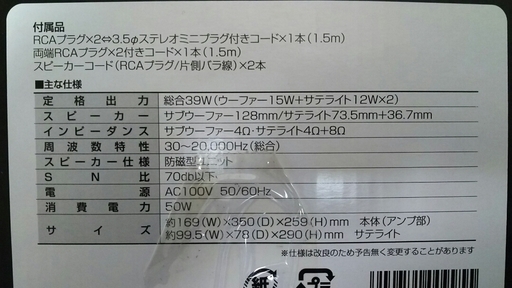 付属品
RCAプラグ×2⇔3.5φステレオミニプラグ付きコード×1本(1.5m)
両端RCAプラグ×2付きコード×1本(1.5m)
スピーカーコード(RCAプラグ/片側バラ線)×2本
■主な仕様
定格出力 総合39W(ウーファー15W+サテライト12W×2)
スピーカー サブウーファー128mm/サテライト73.5mm+36.7mm
インピーダンス サブウーファー4Ω・サテライト4Ω+8Ω
周波数特性 30~20,000Hz(総合)
スピーカー仕様 防磁型ユニット
SN比 70db以下
電源 AC100V 50/60Hz
消費電力 50W
サイズ 約169(W)×350(D)×259(H)mm 本体(アンプ部)
約99.5(W)×78(D)×290(H)mm サテライト
※仕様は改良のため予告無く変更することがあります。
紙
プラ